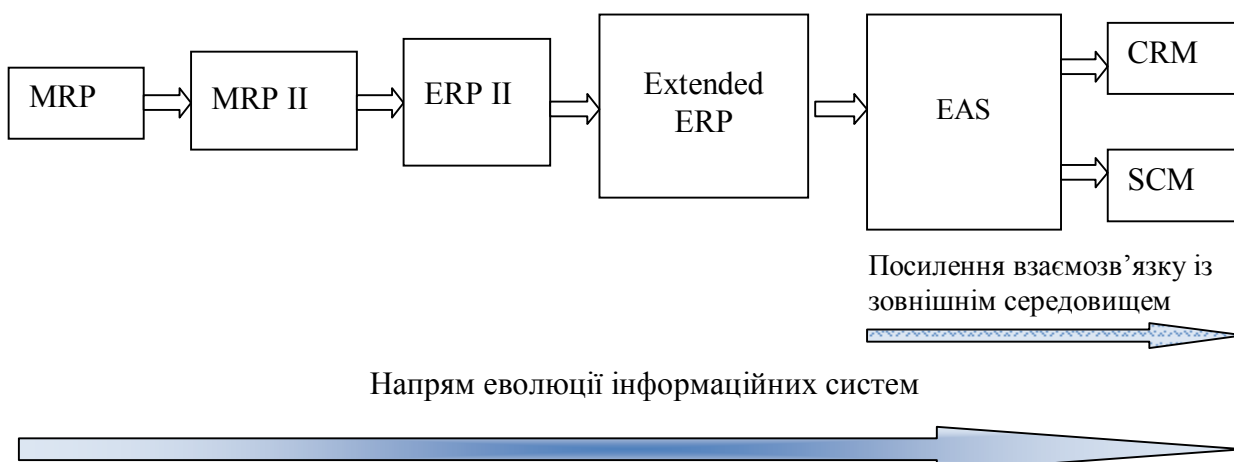 MRP
MRP II
ERP II
Extended
ERP
EAS
CRM
SCM
Посилення взаємозв’язку із
зовнішнім середовищем
Напрям еволюції інформаційних систем